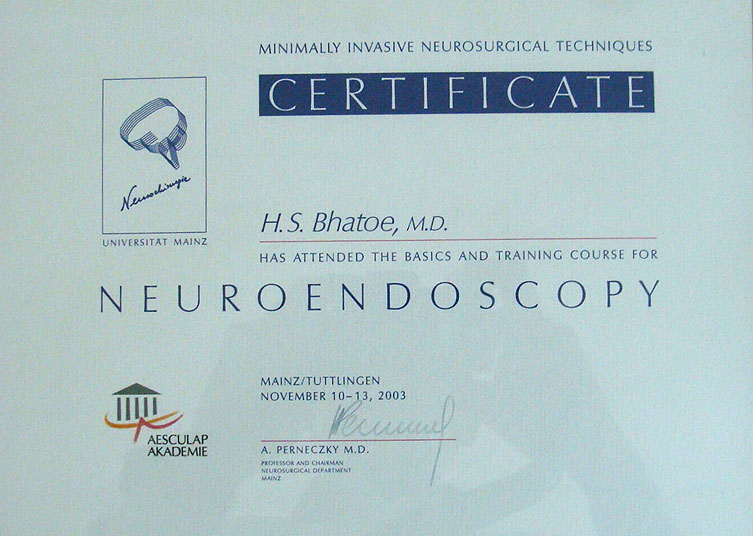 MINIMALLY INVASIVE NEUROSURGICAL TECHNIQUES
CERTIFICATE
Neurochirurgie
UNIVERSITÄT MAINZ
H.S. Bhatoe, M.D.
HAS ATTENDED THE BASICS AND TRAINING COURSE FOR
NEUROENDOSCOPY
MAINZ/TUTTLINGEN
NOVEMBER 10–13, 2003
A. PERNECZKY M.D.
PROFESSOR AND CHAIRMAN
NEUROSURGICAL DEPARTMENT
MAINZ
AESCULAP
AKADEMIE